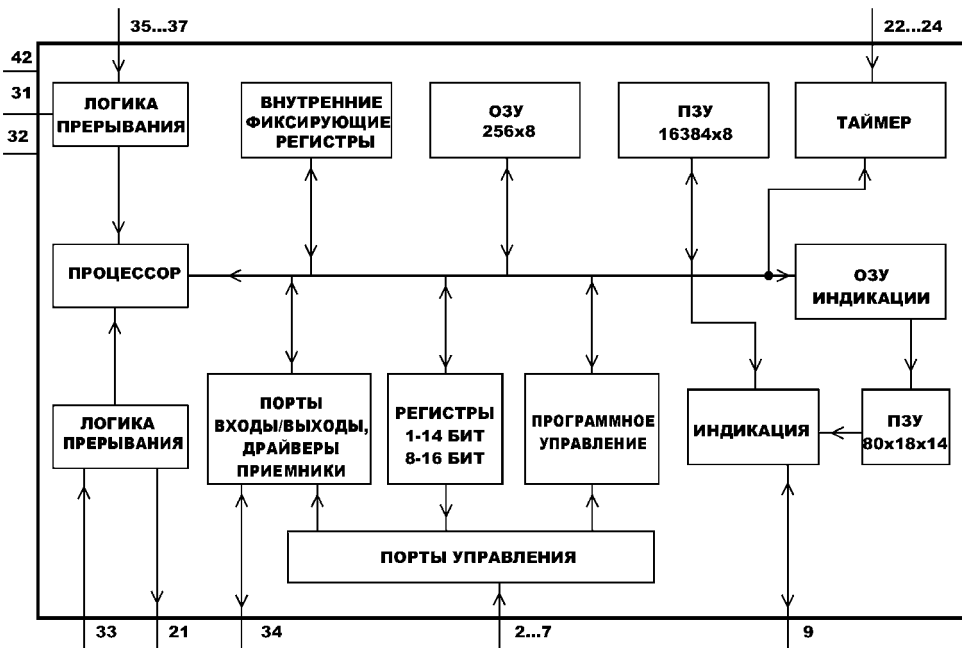 35...37
22...24
42
31
32
ЛОГИКА
ПРЕРЫВАНИЯ
ВНУТРЕННИЕ
ФИКСИРУЮЩИЕ
РЕГИСТРЫ
ОЗУ
256x8
ПЗУ
16384x8
ТАЙМЕР
ПРОЦЕССОР
ОЗУ
ИНДИКАЦИИ
ЛОГИКА
ПРЕРЫВАНИЯ
ПОРТЫ
ВХОДЫ/ВЫХОДЫ,
ДРАЙВЕРЫ
ПРИЕМНИКИ
РЕГИСТРЫ
1-14 БИТ
8-16 БИТ
ПРОГРАММНОЕ
УПРАВЛЕНИЕ
ИНДИКАЦИЯ
ПЗУ
80x18x14
ПОРТЫ УПРАВЛЕНИЯ
33
21
34
2...7
9